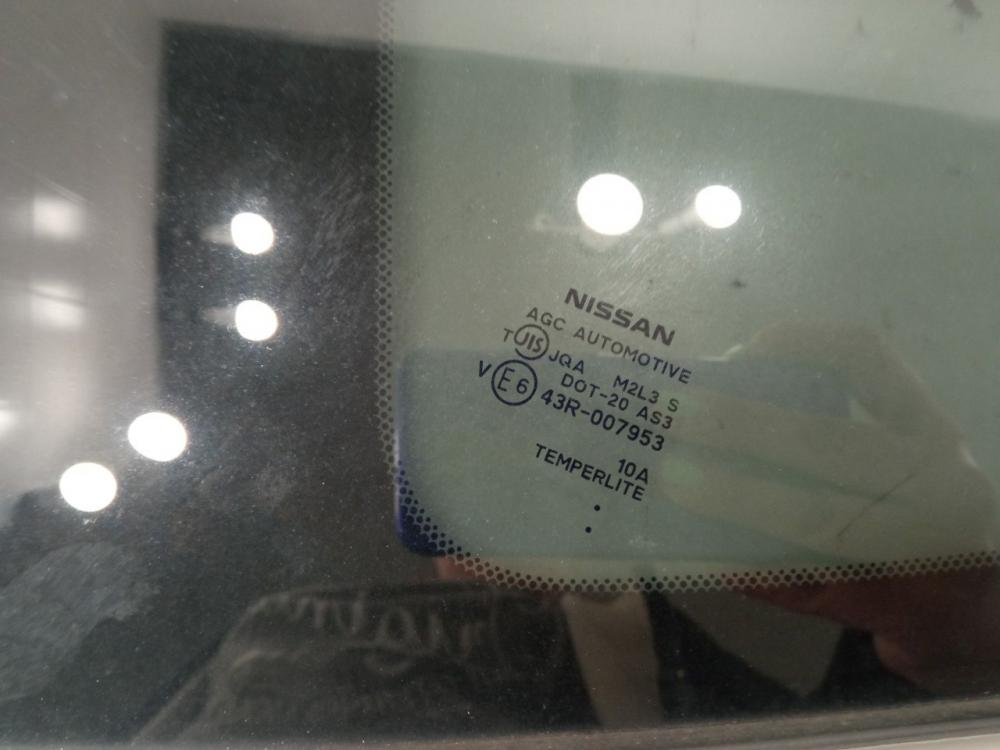 NISSAN
AGC AUTOMOTIVE
T JIS JQA M2L3 S
DOT-20 AS3
V E6 43R-007953
10A
TEMPERLITE